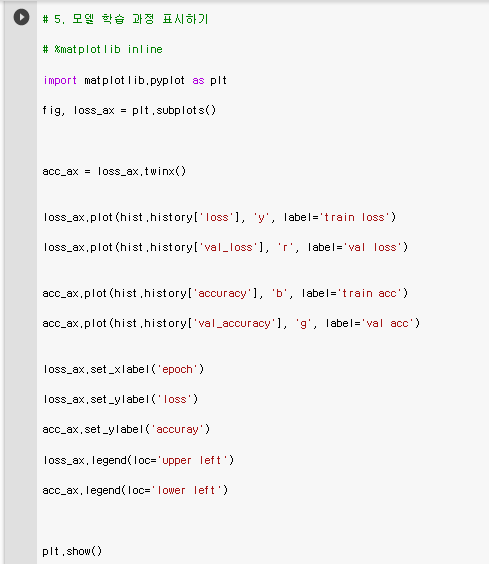 # 5. 모델 학습 과정 표시하기
# %matplotlib inline
import matplotlib.pyplot as plt
fig, loss_ax = plt.subplots()
acc_ax = loss_ax.twinx()
loss_ax.plot(hist.history['loss'], 'y', label='train loss')
loss_ax.plot(hist.history['val_loss'], 'r', label='val loss')
acc_ax.plot(hist.history['accuracy'], 'b', label='train acc')
acc_ax.plot(hist.history['val_accuracy'], 'g', label='val acc')
loss_ax.set_xlabel('epoch')
loss_ax.set_ylabel('loss')
acc_ax.set_ylabel('accuray')
loss_ax.legend(loc='upper left')
acc_ax.legend(loc='lower left')
plt.show()